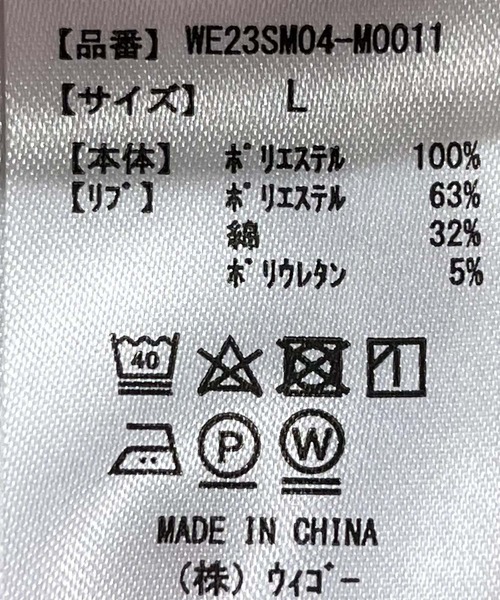 【品番】 WE23SM04-M0011
【サイズ】 L
【本体】 ﾎﾟﾘｴｽﾃﾙ 100%
【ﾘﾌﾞ】 ﾎﾟﾘｴｽﾃﾙ 63%
綿 32%
ﾎﾟﾘｳﾚﾀﾝ 5%
40
P W
MADE IN CHINA
（株）ｳｨｺﾞｰ